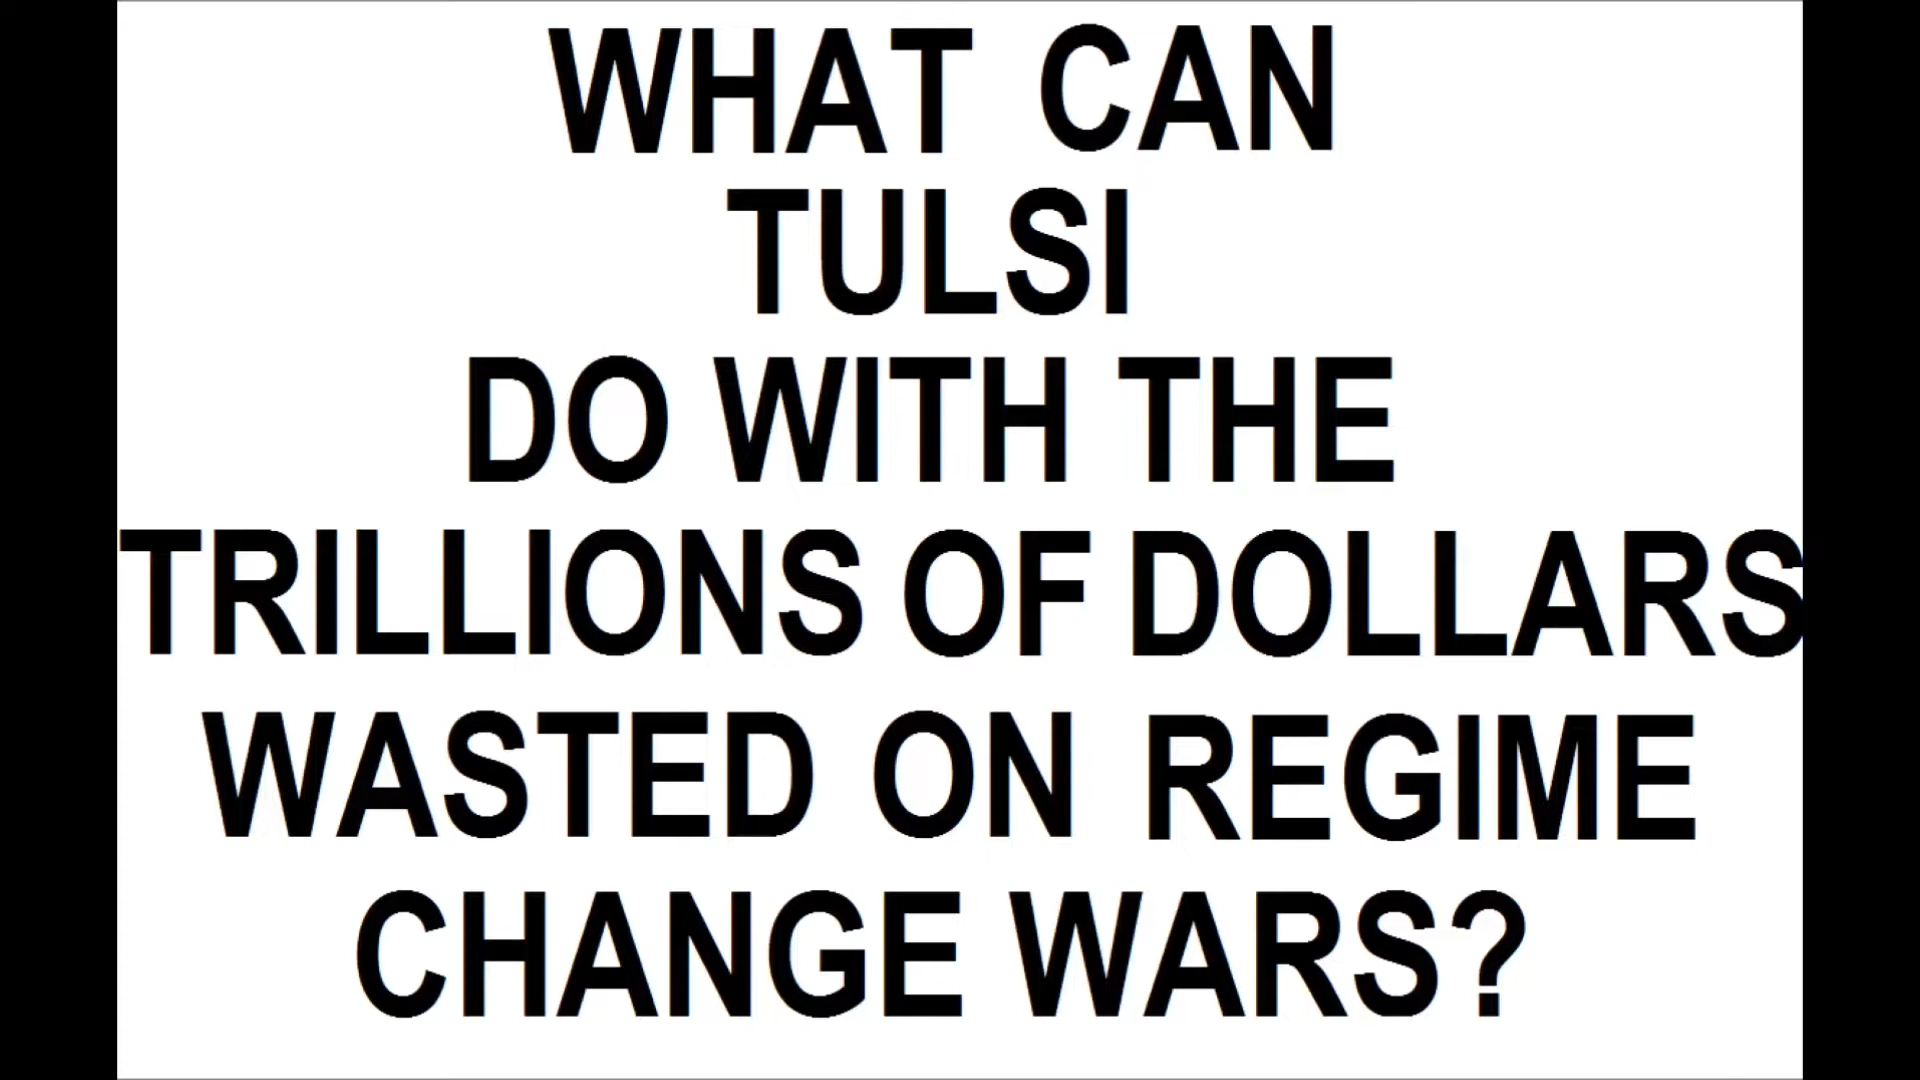 WHAT CAN
TULSI
DO WITH THE
TRILLIONS OF DOLLARS
WASTED ON REGIME
CHANGE WARS?